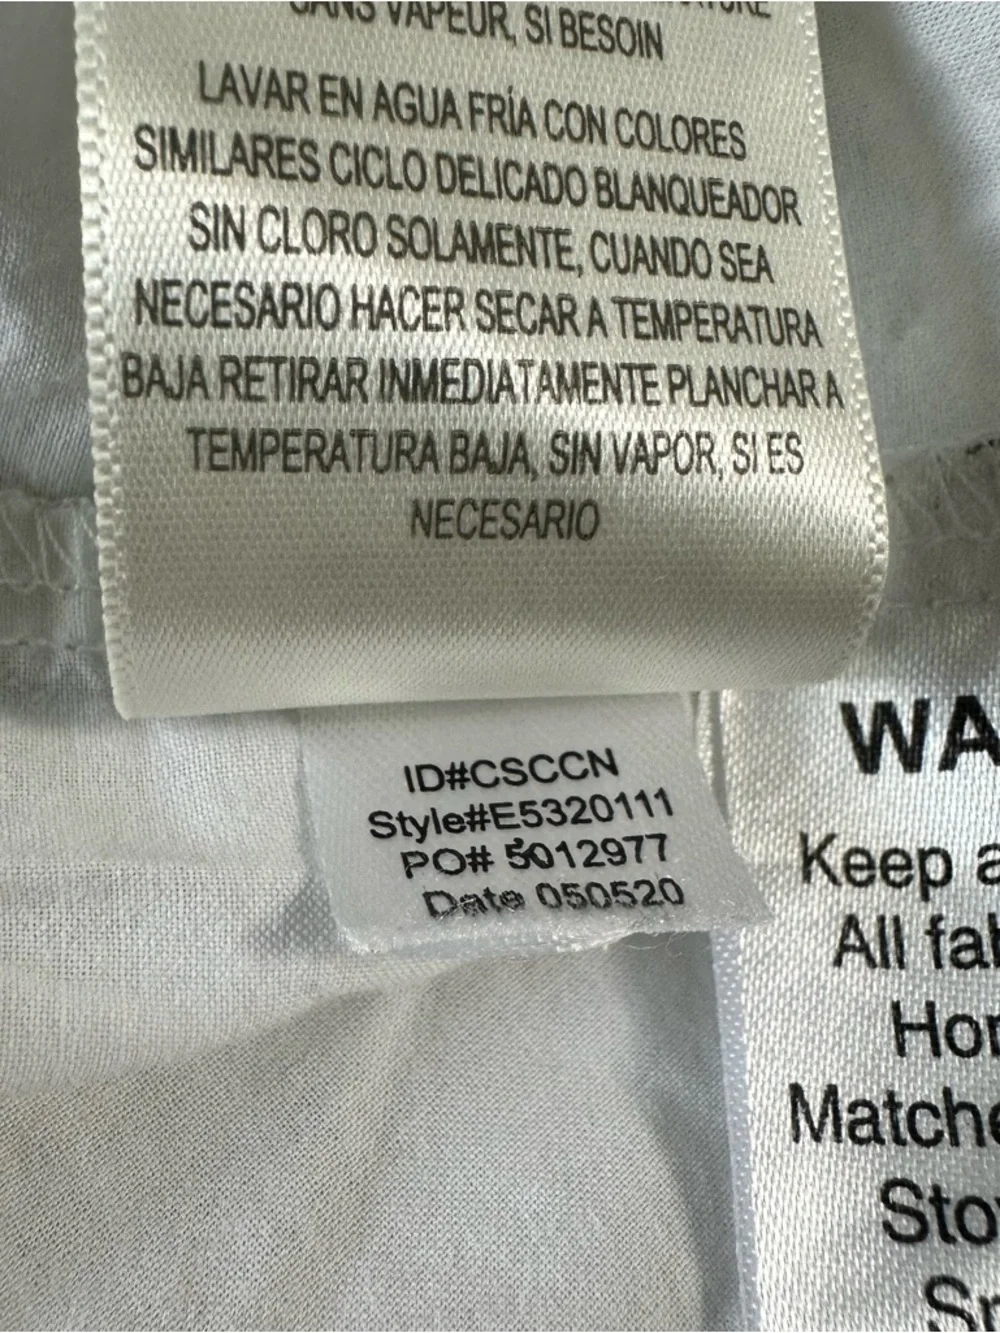 SANS VAPEUR, SI BESOIN
LAVAR EN AGUA FRÍA CON COLORES
SIMILARES CICLO DELICADO BLANQUEADOR
SIN CLORO SOLAMENTE, CUANDO SEA
NECESARIO HACER SECAR A TEMPERATURA
BAJA RETIRAR INMEDIATAMENTE PLANCHAR A
TEMPERATURA BAJA, SIN VAPOR, SI ES
NECESARIO
ID#CSCCN
Style#E5320111
PO# 5012977
Date 050520
WA
Keep a
All fab
Hor
Matche
Sto